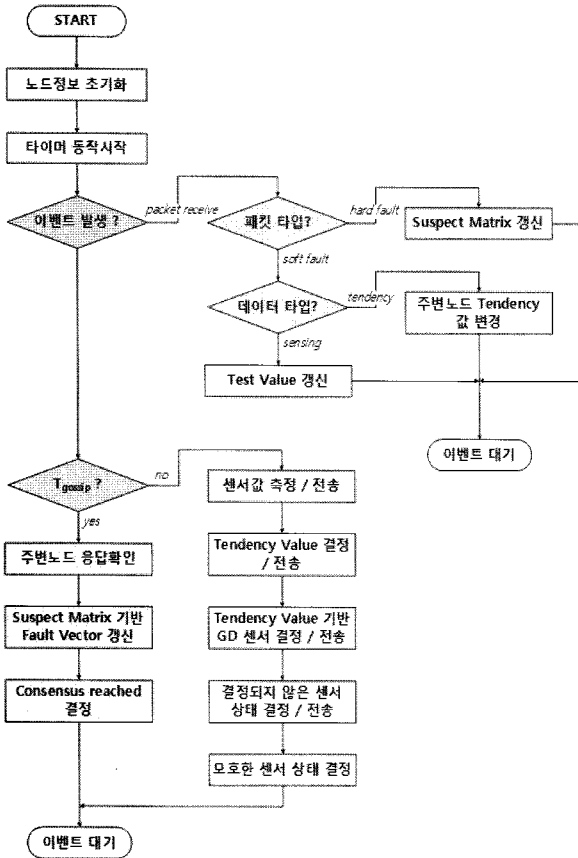 START
노드정보 초기화
타이머 동작시작
이벤트 발생 ?
packet receive
패킷 타입?
hard fault
Suspect Matrix 갱신
soft fault
데이터 타입?
tendency
주변노드 Tendency
값 변경
sensing
Test Value 갱신
이벤트 대기
Tgossip ?
no
센서값 측정 / 전송
yes
주변노드 응답확인
Tendency Value 결정
/ 전송
Suspect Matrix 기반
Fault Vector 갱신
Tendency Value 기반
GD 센서 결정 / 전송
Consensus reached
결정
결정되지 않은 센서
상태 결정 / 전송
모호한 센서 상태 결정
이벤트 대기